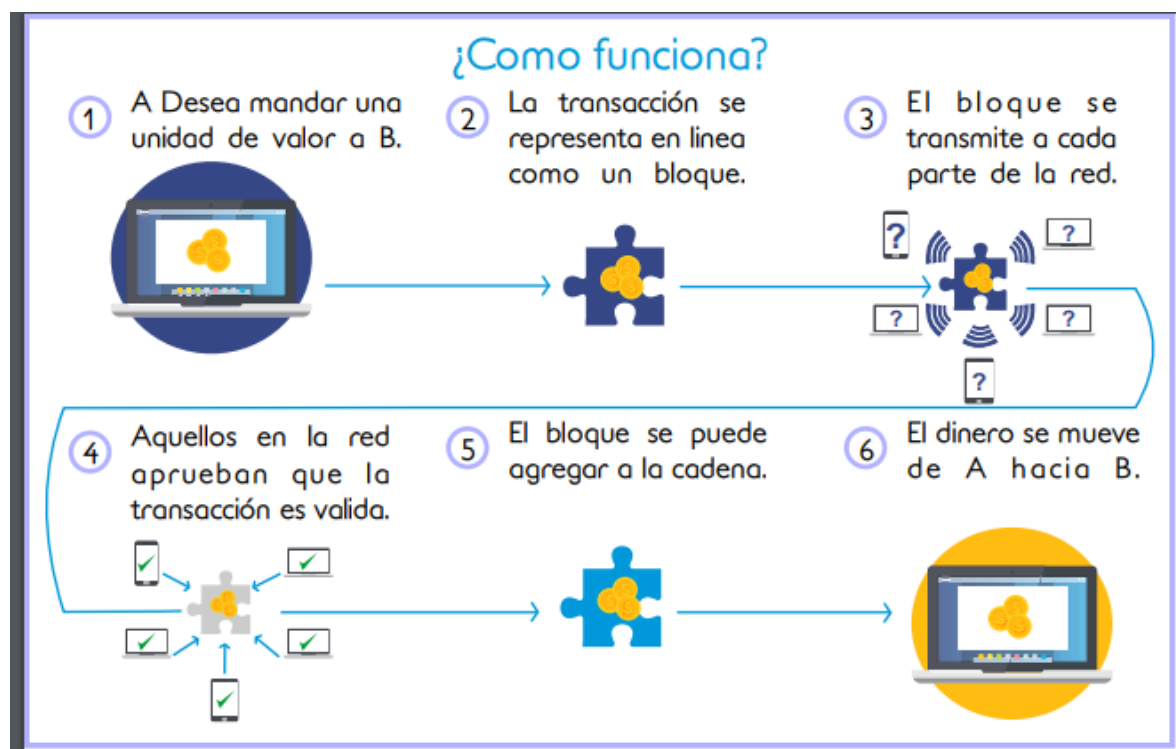 ¿Como funciona?
1
A Desea mandar una
unidad de valor a B.
2
La transacción se
representa en linea
como un bloque.
3
El bloque se
transmite a cada
parte de la red.
?
?
?
?
?
4
Aquellos en la red
aprueban que la
transacción es valida.
5
El bloque se puede
agregar a la cadena.
6
El dinero se mueve
de A hacia B.